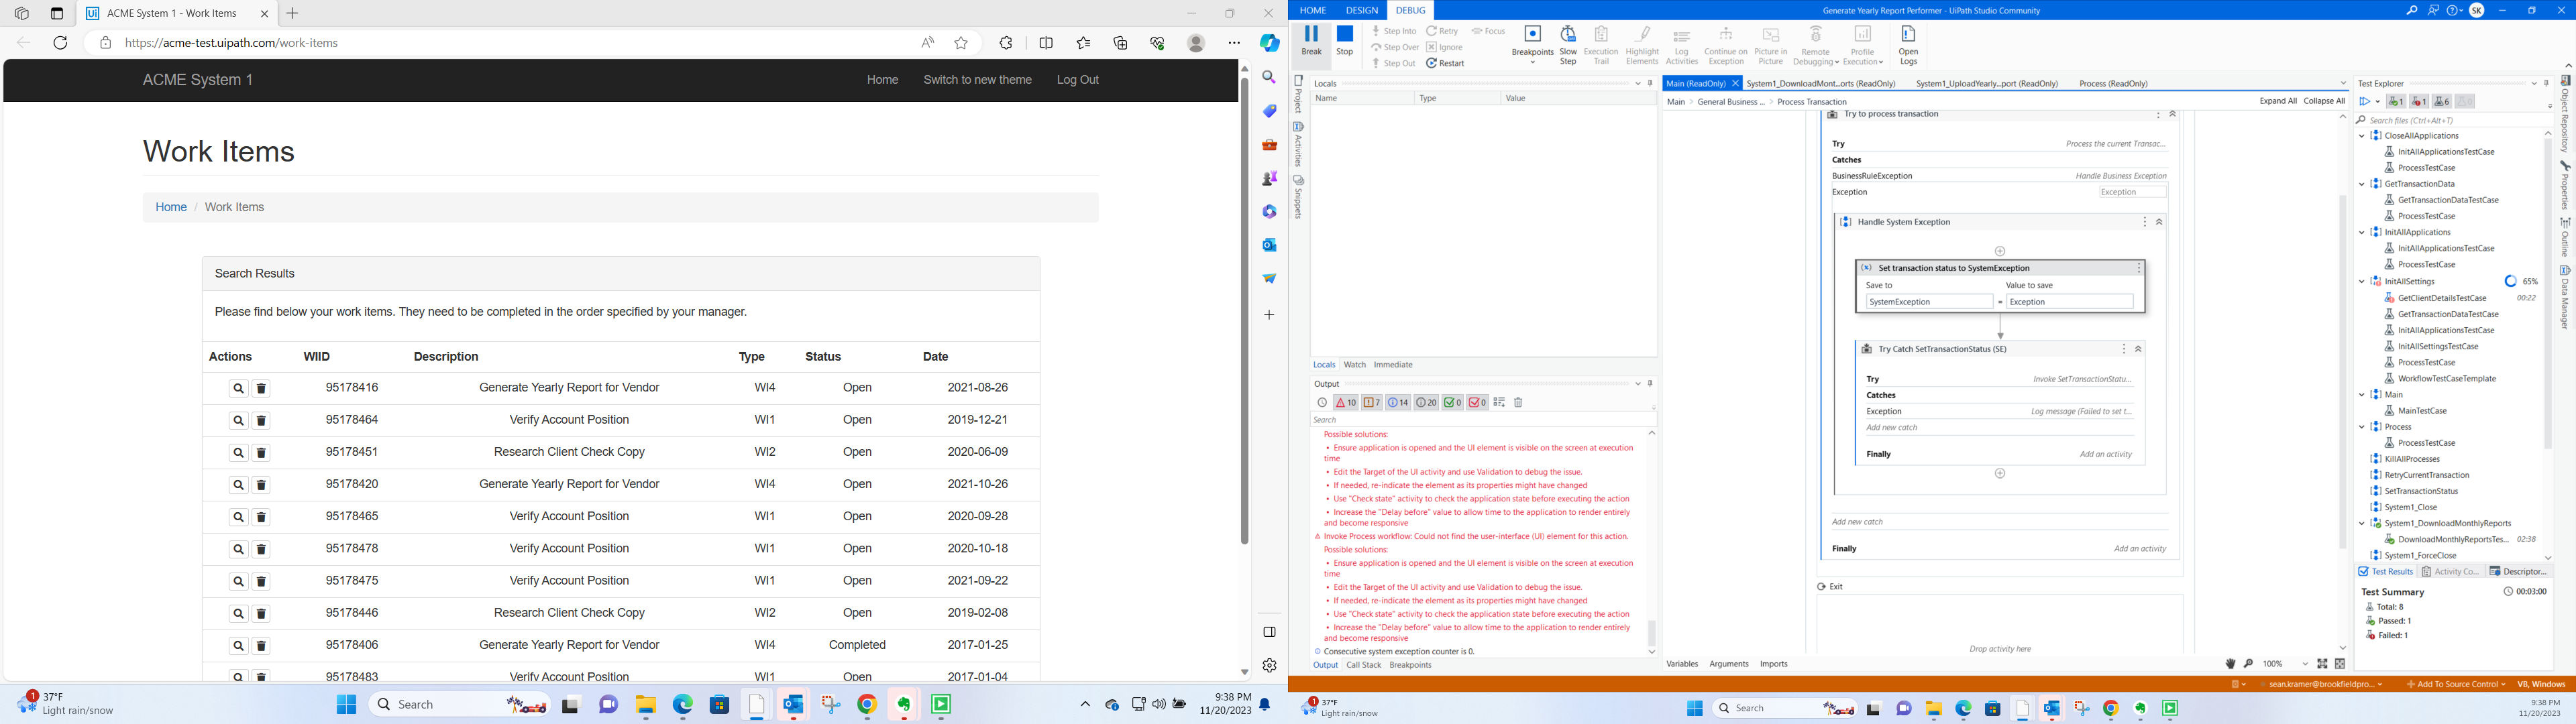 ACME System 1 - Work Items
https://acme-test.uipath.com/work-items
ACME System 1
Home Switch to new theme Log Out
Work Items
Home / Work Items
Search Results
Please find below your work items. They need to be completed in the order specified by your manager.
Actions WIID Description Type Status Date
95178416 Generate Yearly Report for Vendor WI4 Open 2021-08-26
95178464 Verify Account Position WI1 Open 2019-12-21
95178451 Research Client Check Copy WI2 Open 2020-06-09
95178420 Generate Yearly Report for Vendor WI4 Open 2021-10-26
95178465 Verify Account Position WI1 Open 2020-09-28
95178478 Verify Account Position WI1 Open 2020-10-18
95178475 Verify Account Position WI1 Open 2021-09-22
95178446 Research Client Check Copy WI2 Open 2019-02-08
95178406 Generate Yearly Report for Vendor WI4 Completed 2017-01-25
95178483 Verify Account Position WI1 Open 2017-01-04
1
37°F
Light rain/snow
Search
9:38 PM
11/20/2023
HOME DESIGN DEBUG
Generate Yearly Report Performer - UiPath Studio Community
SK
Break Stop
Step Into Retry Focus
Step Over Ignore
Step Out Restart
Breakpoints
Slow Step
Execution Trail
Highlight Elements
Log Activities
Continue on Exception
Picture in Picture
Remote Debugging
Profile Execution
Open Logs
Project
Activities
Snippets
Locals
Name Type Value
Locals Watch Immediate
Output
10 7 14 20 0 0
Search
Possible solutions:
• Ensure application is opened and the UI element is visible on the screen at execution
time
• Edit the Target of the UI activity and use Validation to debug the issue.
• If needed, re-indicate the element as its properties might have changed
• Use "Check state" activity to check the application state before executing the action
• Increase the "Delay before" value to allow time to the application to render entirely
and become responsive
Invoke Process workflow: Could not find the user-interface (UI) element for this action.
Possible solutions:
• Ensure application is opened and the UI element is visible on the screen at execution
time
• Edit the Target of the UI activity and use Validation to debug the issue.
• If needed, re-indicate the element as its properties might have changed
• Use "Check state" activity to check the application state before executing the action
• Increase the "Delay before" value to allow time to the application to render entirely
and become responsive
Consecutive system exception counter is 0.
Output Call Stack Breakpoints
Main (ReadOnly) System1_DownloadMont...orts (ReadOnly) System1_UploadYearly...port (ReadOnly) Process (ReadOnly)
Main > General Business ... > Process Transaction
Expand All Collapse All
Try to process transaction
Try Process the current Transac...
Catches
BusinessRuleException Handle Business Exception
Exception Exception
Handle System Exception
Set transaction status to SystemException
Save to Value to save
SystemException = Exception
Try Catch SetTransactionStatus (SE)
Try Invoke SetTransactionStatu...
Catches
Exception Log message (Failed to set t...
Add new catch
Finally Add an activity
Add new catch
Finally Add an activity
Exit
Drop activity here
Variables Arguments Imports
100%
Test Explorer
1 1 6
Search files (Ctrl+Alt+T)
CloseAllApplications
InitAllApplicationsTestCase
ProcessTestCase
GetTransactionData
GetTransactionDataTestCase
ProcessTestCase
InitAllApplications
InitAllApplicationsTestCase
ProcessTestCase
InitAllSettings 65%
GetClientDetailsTestCase 00:22
GetTransactionDataTestCase
InitAllApplicationsTestCase
InitAllSettingsTestCase
ProcessTestCase
WorkflowTestCaseTemplate
Main
MainTestCase
Process
ProcessTestCase
KillAllProcesses
RetryCurrentTransaction
SetTransactionStatus
System1_Close
System1_DownloadMonthlyReports
DownloadMonthlyReportsTes... 02:38
System1_ForceClose
Test Results Activity Co... Descriptor...
Test Summary 00:03:00
Total: 8
Passed: 1
Failed: 1
Object Repository
Properties
Outline
Data Manager
sean.kramer@brookfieldpro... Add To Source Control VB, Windows
1
37°F
Light rain/snow
Search
9:38 PM
11/20/2023